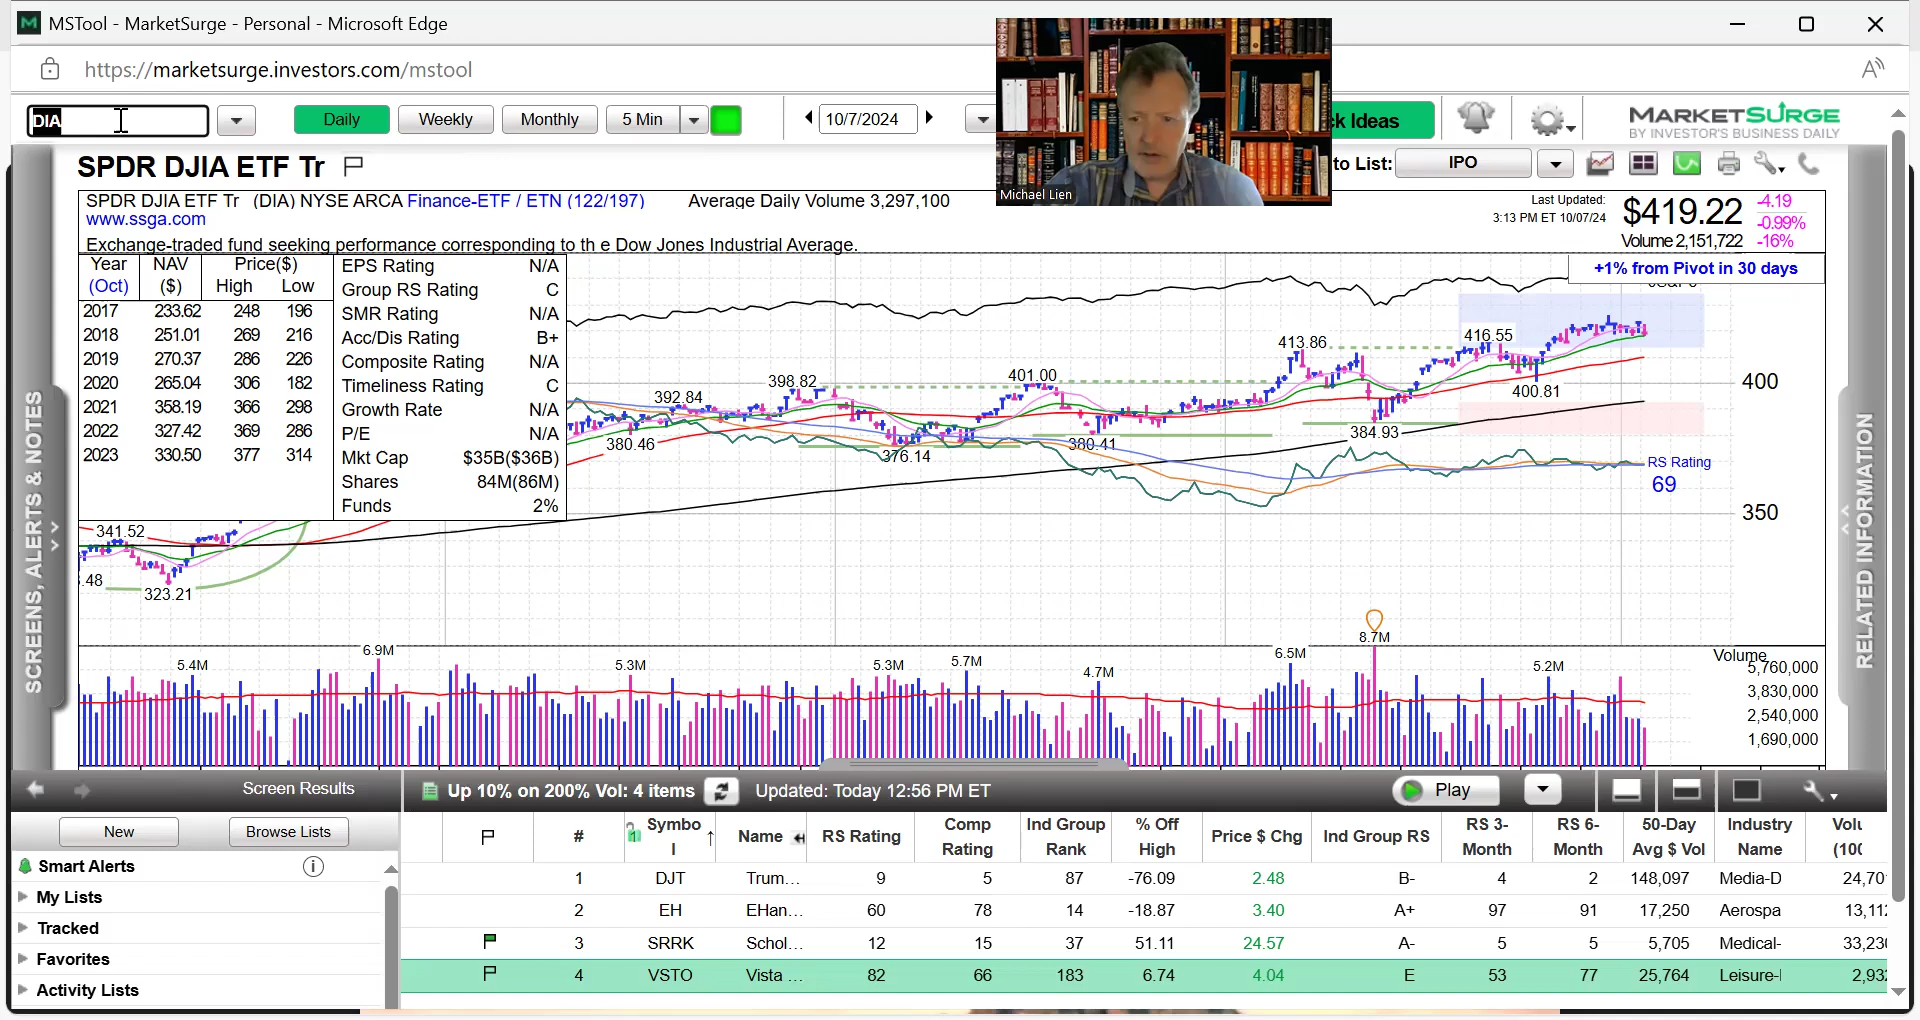 MSTool - MarketSurge - Personal - Microsoft Edge
https://marketsurge.investors.com/mstool
DIA
Daily
Weekly
Monthly
5 Min
10/7/2024
Ideas
MARKETSURGE
BY INVESTOR'S BUSINESS DAILY
SPDR DJIA ETF Tr
Michael Lien
to List:
IPO
SPDR DJIA ETF Tr (DIA) NYSE ARCA Finance-ETF / ETN (122/197) Average Daily Volume 3,297,100
www.ssga.com
Exchange-traded fund seeking performance corresponding to th e Dow Jones Industrial Average.
Last Updated:
3:13 PM ET 10/07/24
$419.22
Volume 2,151,722
-4.19
-0.99%
-16%
+1% from Pivot in 30 days
Year NAV Price($)
(Oct) ($) High Low
2017 233.62 248 196
2018 251.01 269 216
2019 270.37 286 226
2020 265.04 306 182
2021 358.19 366 298
2022 327.42 369 286
2023 330.50 377 314
EPS Rating N/A
Group RS Rating C
SMR Rating N/A
Acc/Dis Rating B+
Composite Rating N/A
Timeliness Rating C
Growth Rate N/A
P/E N/A
Mkt Cap $35B($36B)
Shares 84M(86M)
Funds 2%
413.86
416.55
398.82
401.00
400.81
400
392.84
380.46
376.14
380.41
384.93
RS Rating
69
350
341.52
.48
323.21
8.7M
5.4M
6.9M
5.3M
5.3M
5.7M
4.7M
6.5M
5.2M
Volume
5,760,000
3,830,000
2,540,000
1,690,000
SCREENS, ALERTS & NOTES
RELATED INFORMATION
Screen Results
Up 10% on 200% Vol: 4 items
Updated: Today 12:56 PM ET
Play
New
Browse Lists
Smart Alerts
My Lists
Tracked
Favorites
Activity Lists
# Symbol Name RS Rating Comp Rating Ind Group Rank % Off High Price $ Chg Ind Group RS RS 3-Month RS 6-Month 50-Day Avg $ Vol Industry Name
1 DJT Trum... 9 5 87 -76.09 2.48 B- 4 2 148,097 Media-D 24,70
2 EH EHan... 60 78 14 -18.87 3.40 A+ 97 91 17,250 Aerospa 13,11
3 SRRK Schol... 12 15 37 51.11 24.57 A- 5 5 5,705 Medical- 33,230
4 VSTO Vista ... 82 66 183 6.74 4.04 E 53 77 25,764 Leisure- 2,93